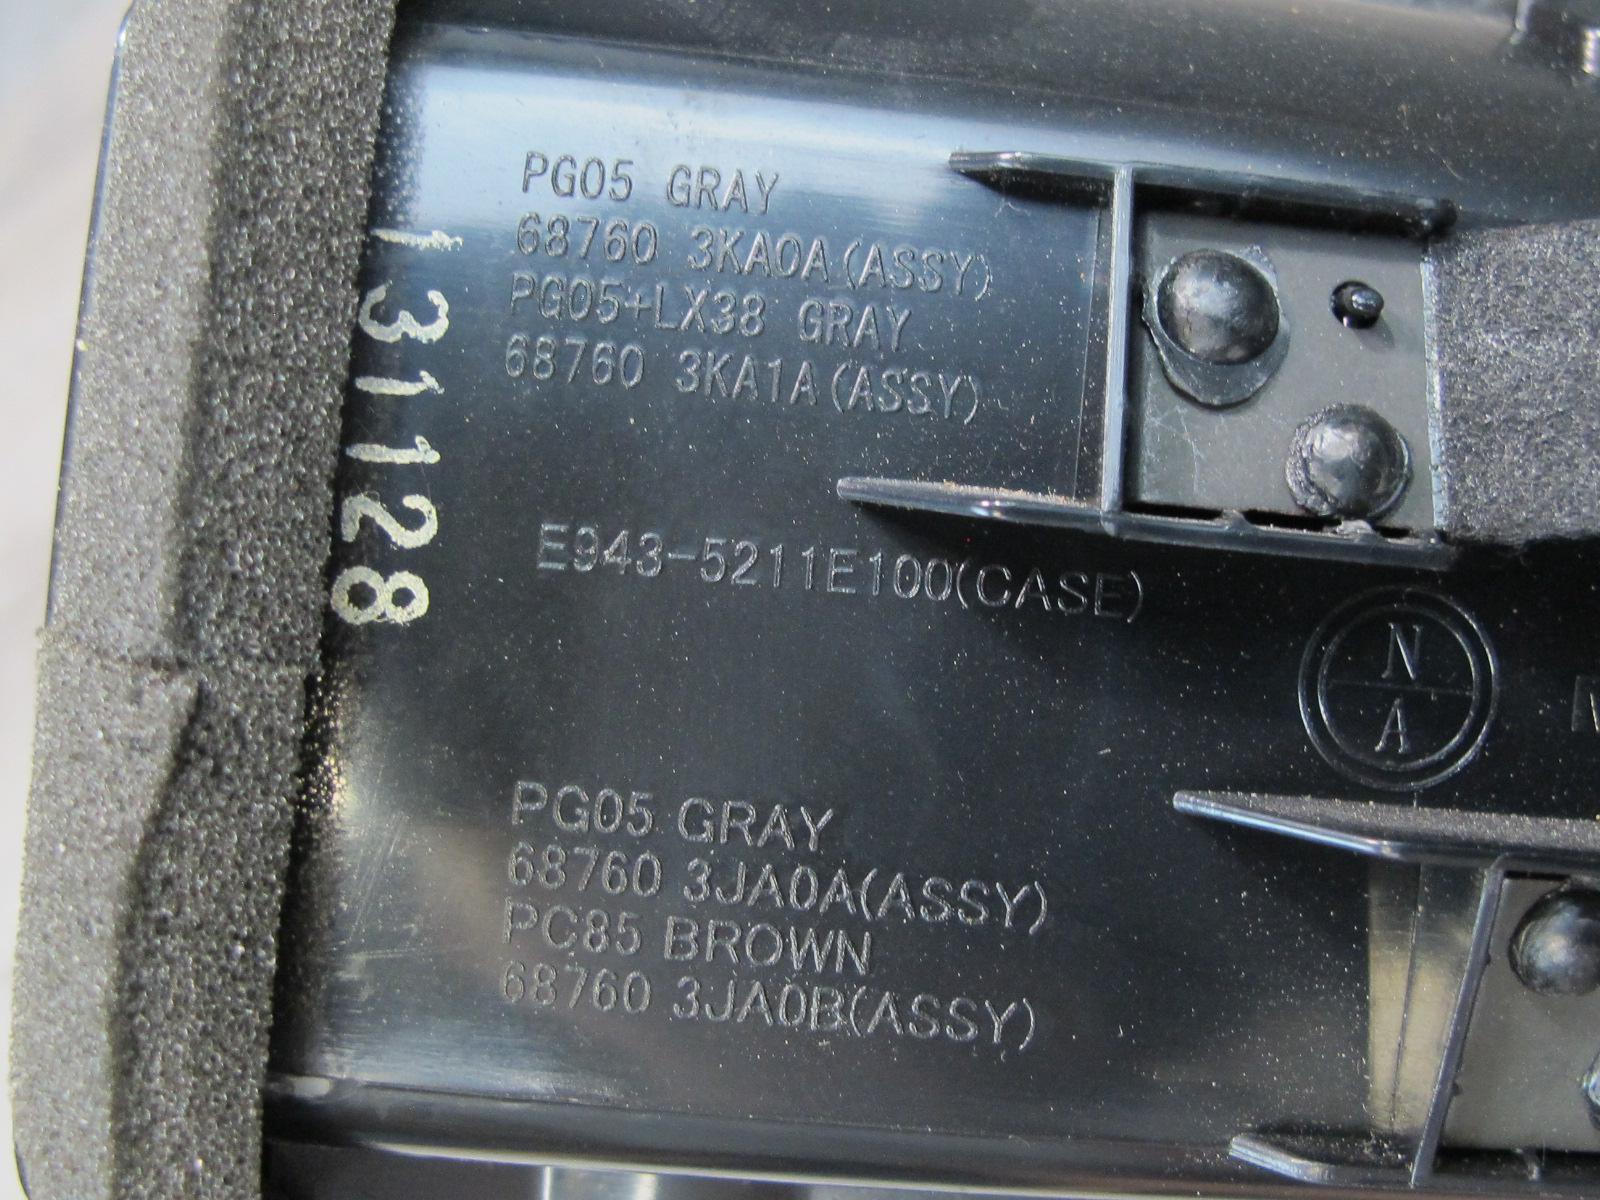 PG05 GRAY
68760 3KA0A(ASSY)
PG05+LX38 GRAY
68760 3KA1A(ASSY)
131128
E943-5211E100(CASE)
N
A
PG05 GRAY
68760 3JA0A(ASSY)
PC85 BROWN
68760 3JA0B(ASSY)